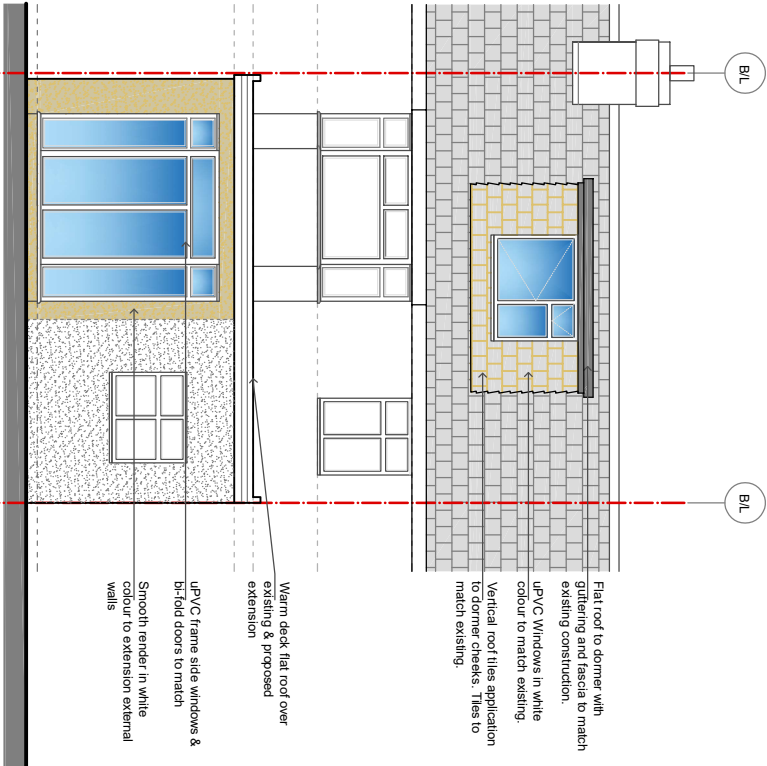 B/L
B/L
Flat roof to dormer with
guttering and fascia to match
existing construction.
uPVC Windows in white
colour to match existing.
Vertical roof tiles application
to dormer cheeks. Tiles to
match existing.
Warm deck flat roof over
existing & proposed
extension
uPVC frame side windows &
bi-fold doors to match
Smooth render in white
colour to extension external
walls